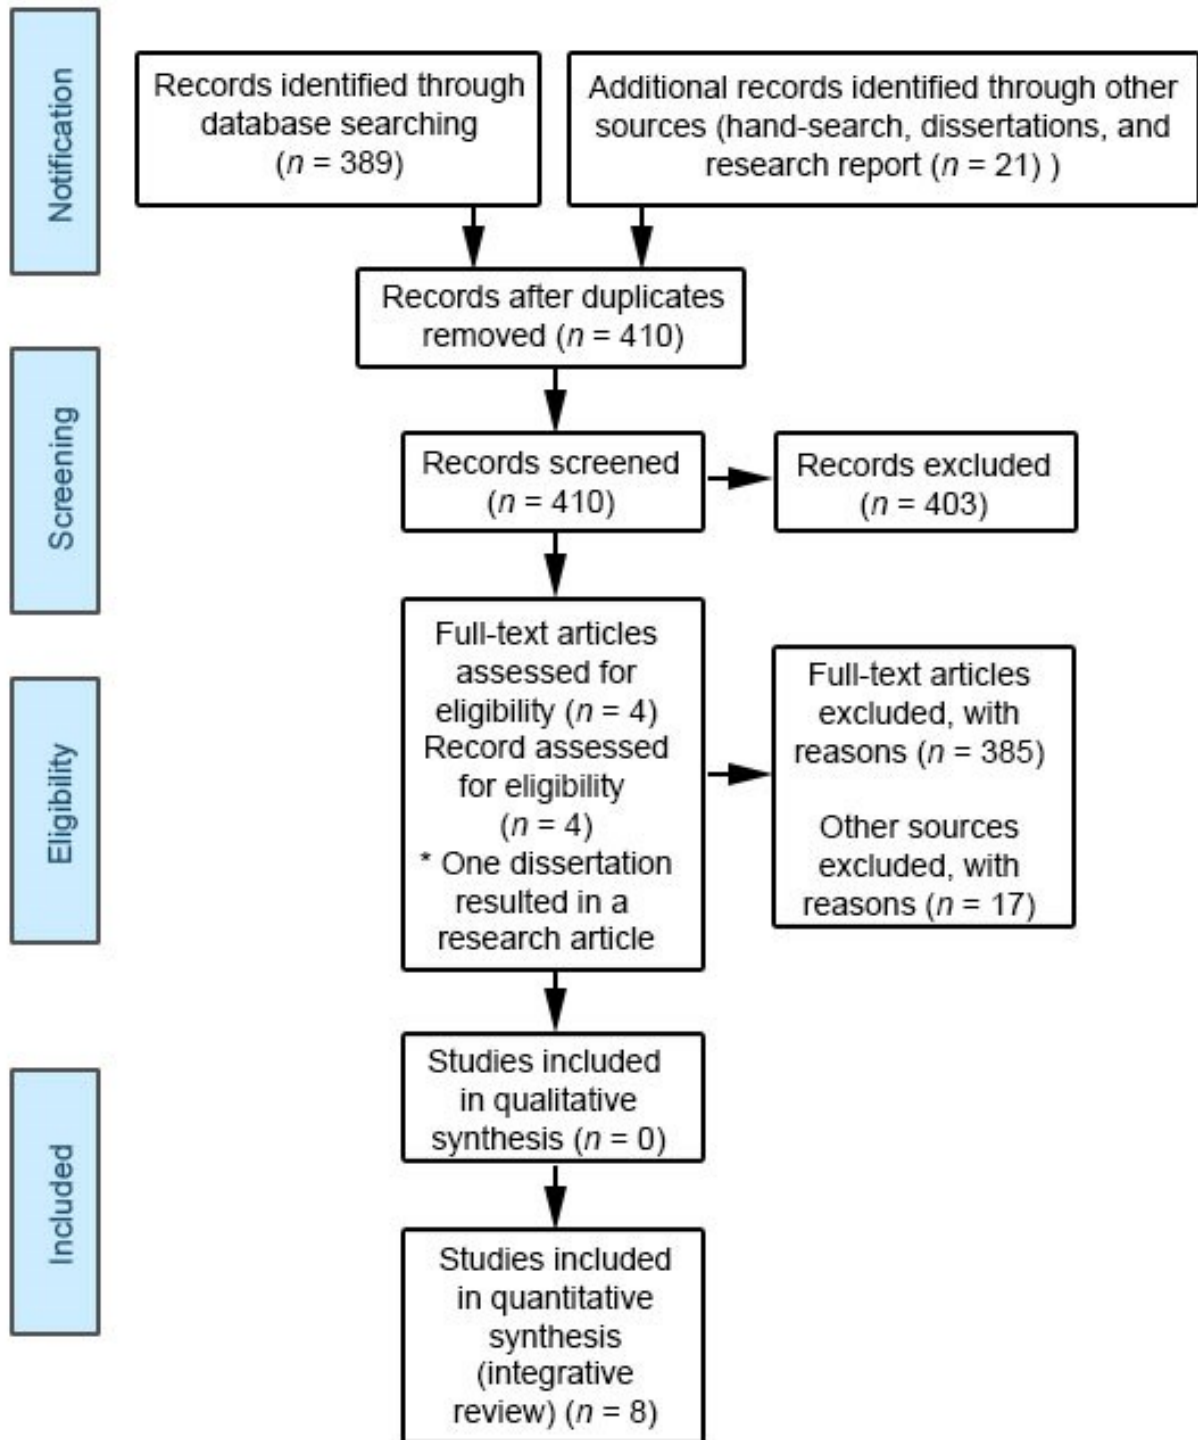 Notification
Records identified through
database searching
(n = 389)
Additional records identified through other
sources (hand-search, dissertations, and
research report (n = 21) )
Records after duplicates
removed (n = 410)
Screening
Records screened
(n = 410)
Records excluded
(n = 403)
Eligibility
Full-text articles
assessed for
eligibility (n = 4)
Record assessed
for eligibility
(n = 4)
* One dissertation
resulted in a
research article
Full-text articles
excluded, with
reasons (n = 385)
Other sources
excluded, with
reasons (n = 17)
Included
Studies included
in qualitative
synthesis (n = 0)
Studies included
in quantitative
synthesis
(integrative
review) (n = 8)